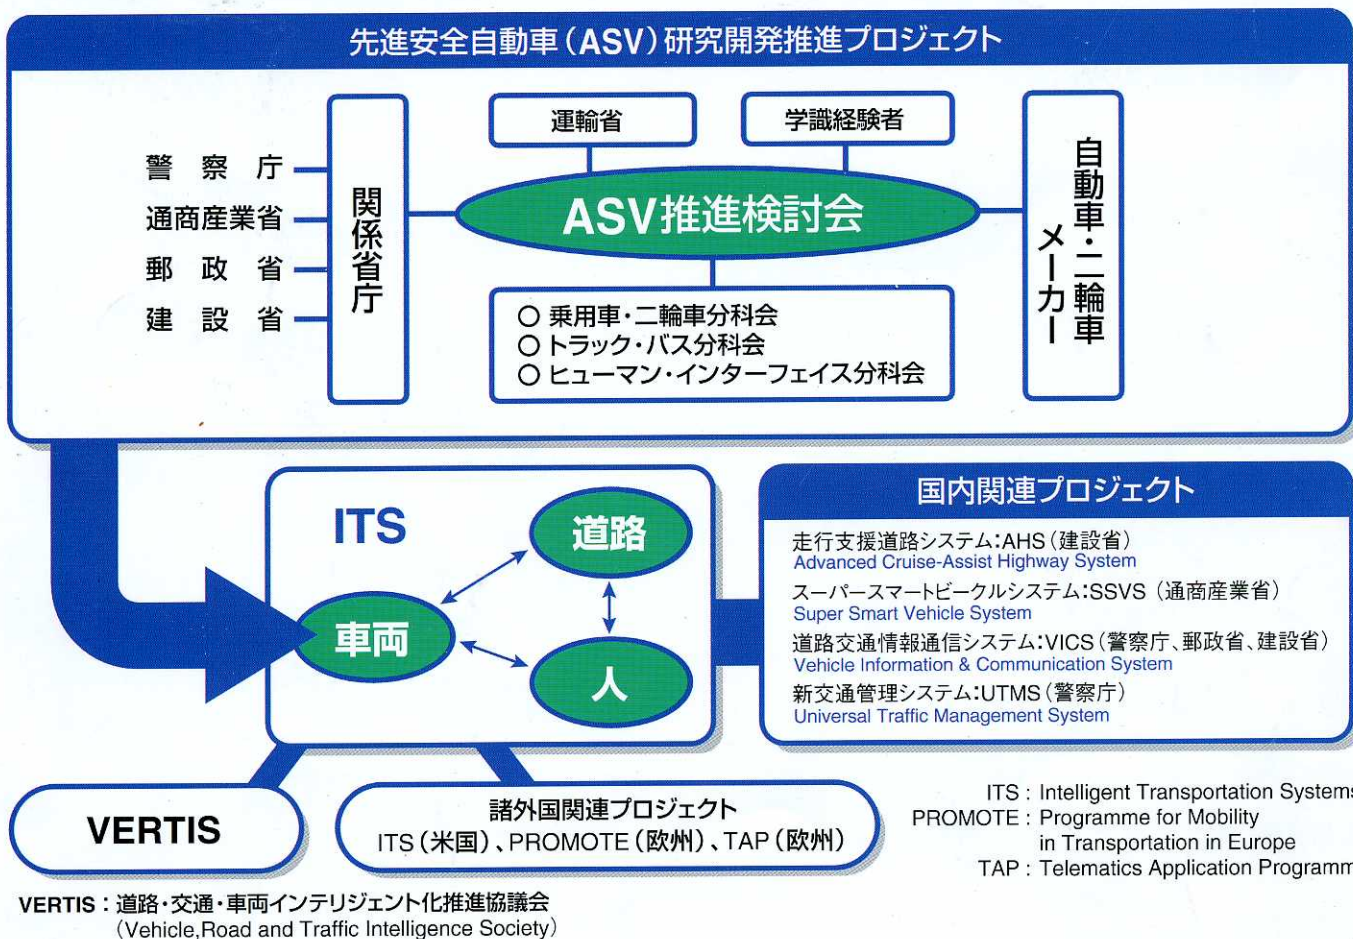 先進安全自動車(ASV)研究開発推進プロジェクト
運輸省
学識経験者
警察庁
通商産業省
郵政省
建設省
関係省庁
ASV推進検討会
自動車・二輪車
メーカー
○ 乗用車・二輪車分科会
○ トラック・バス分科会
○ ヒューマン・インターフェイス分科会
ITS
道路
車両
人
国内関連プロジェクト
走行支援道路システム:AHS(建設省)
Advanced Cruise-Assist Highway System
スーパースマートビークルシステム:SSVS(通商産業省)
Super Smart Vehicle System
道路交通情報通信システム:VICS(警察庁、郵政省、建設省)
Vehicle Information & Communication System
新交通管理システム:UTMS(警察庁)
Universal Traffic Management System
VERTIS
諸外国関連プロジェクト
ITS(米国)、PROMOTE(欧州)、TAP(欧州)
ITS : Intelligent Transportation Systems
PROMOTE : Programme for Mobility
in Transportation in Europe
TAP : Telematics Application Programm
VERTIS : 道路・交通・車両インテリジェント化推進協議会
(Vehicle,Road and Traffic Intelligence Society)